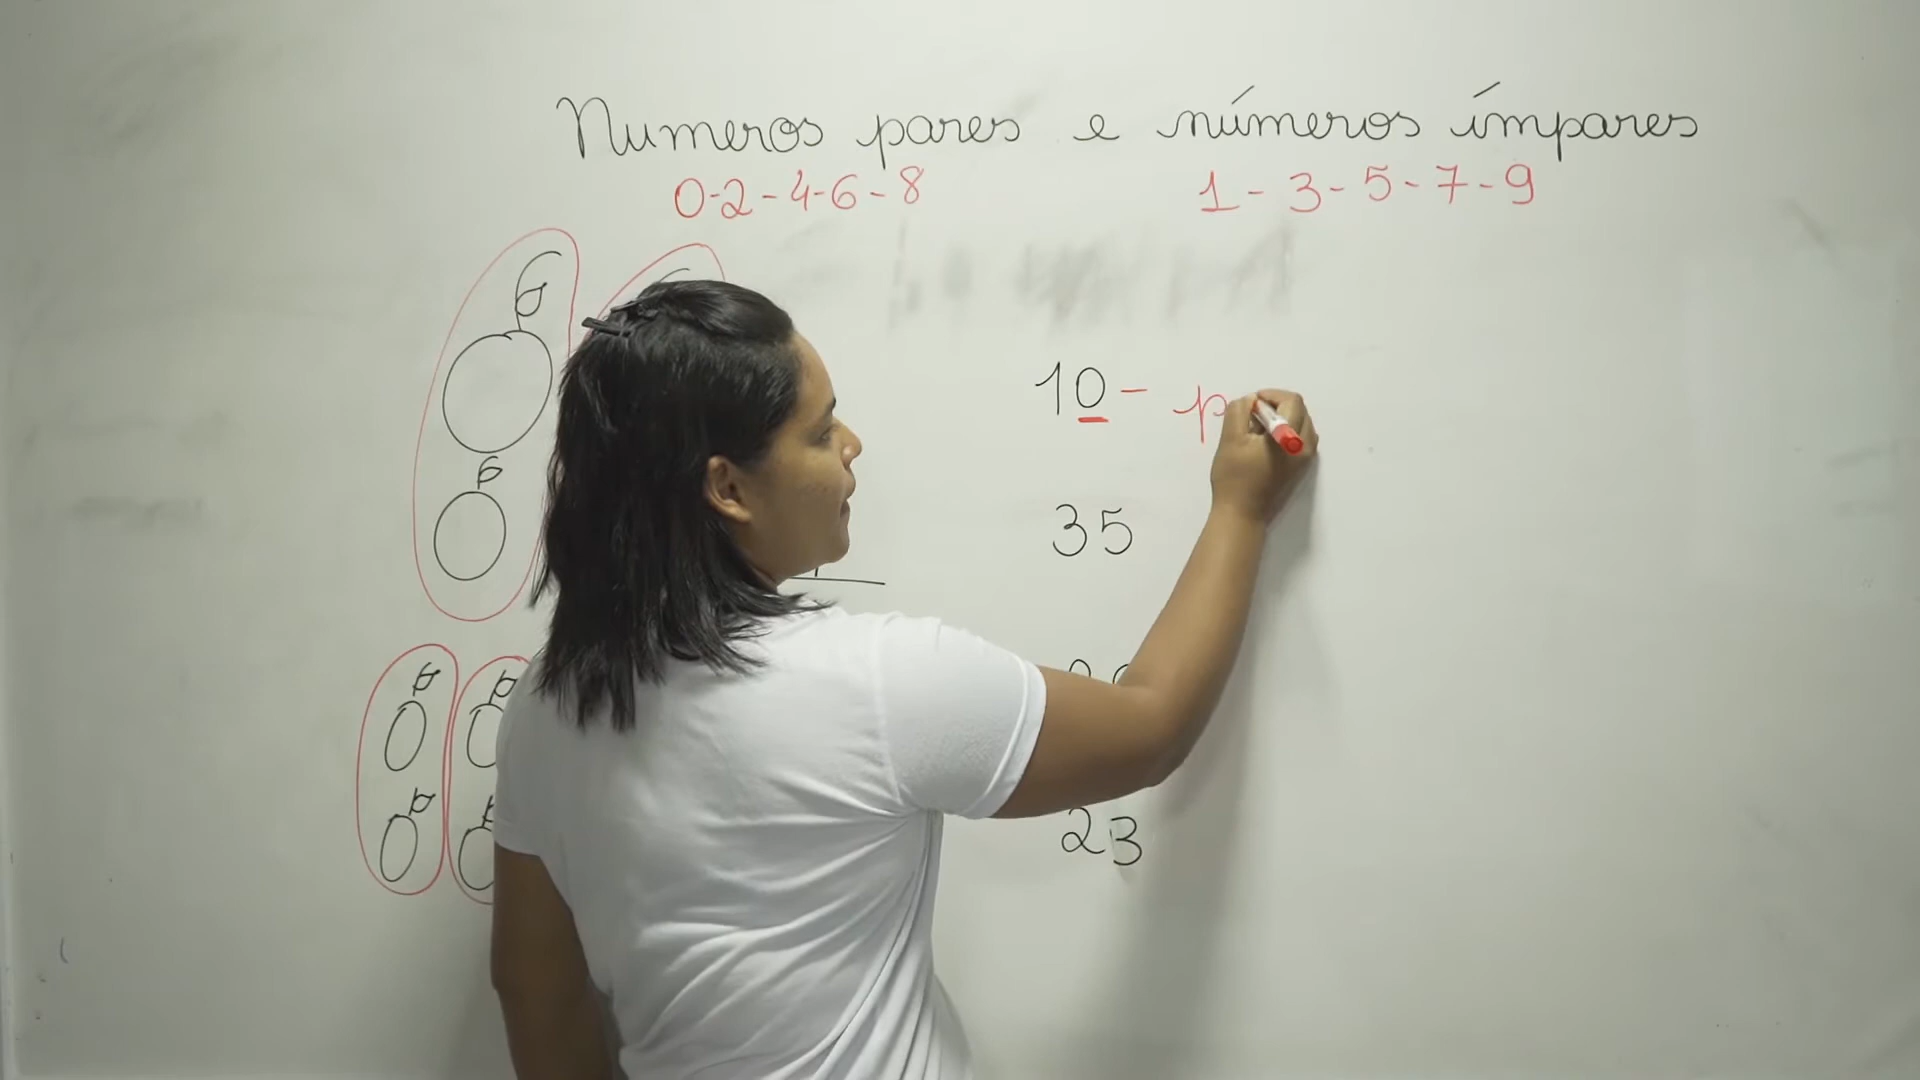 Numeros pares e números ímpares
0-2-4-6-8 1-3-5-7-9
10- p
35
23